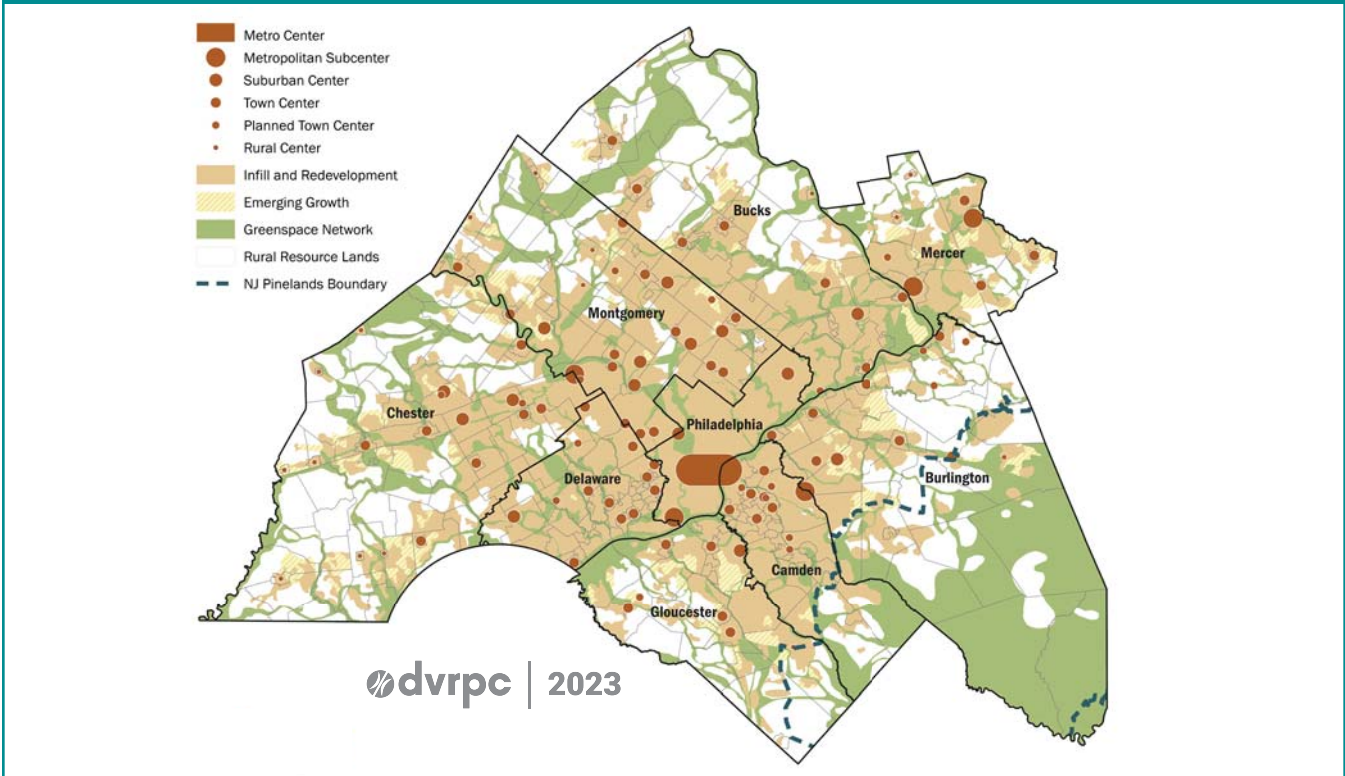 Metro Center
Metropolitan Subcenter
Suburban Center
Town Center
Planned Town Center
Rural Center
Infill and Redevelopment
Emerging Growth
Greenspace Network
Rural Resource Lands
NJ Pinelands Boundary
Bucks
Mercer
Montgomery
Chester
Philadelphia
Delaware
Burlington
Camden
Gloucester
dvrpc | 2023